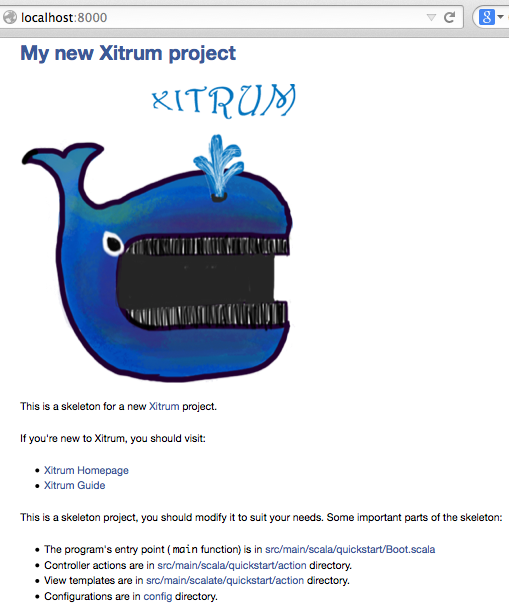 localhost:8000
My new Xitrum project
XITRUM
This is a skeleton for a new Xitrum project.
If you're new to Xitrum, you should visit:
• Xitrum Homepage
• Xitrum Guide
This is a skeleton project, you should modify it to suit your needs. Some important parts of the skeleton:
• The program's entry point (main function) is in src/main/scala/quickstart/Boot.scala
• Controller actions are in src/main/scala/quickstart/action directory.
• View templates are in src/main/scalate/quickstart/action directory.
• Configurations are in config directory.